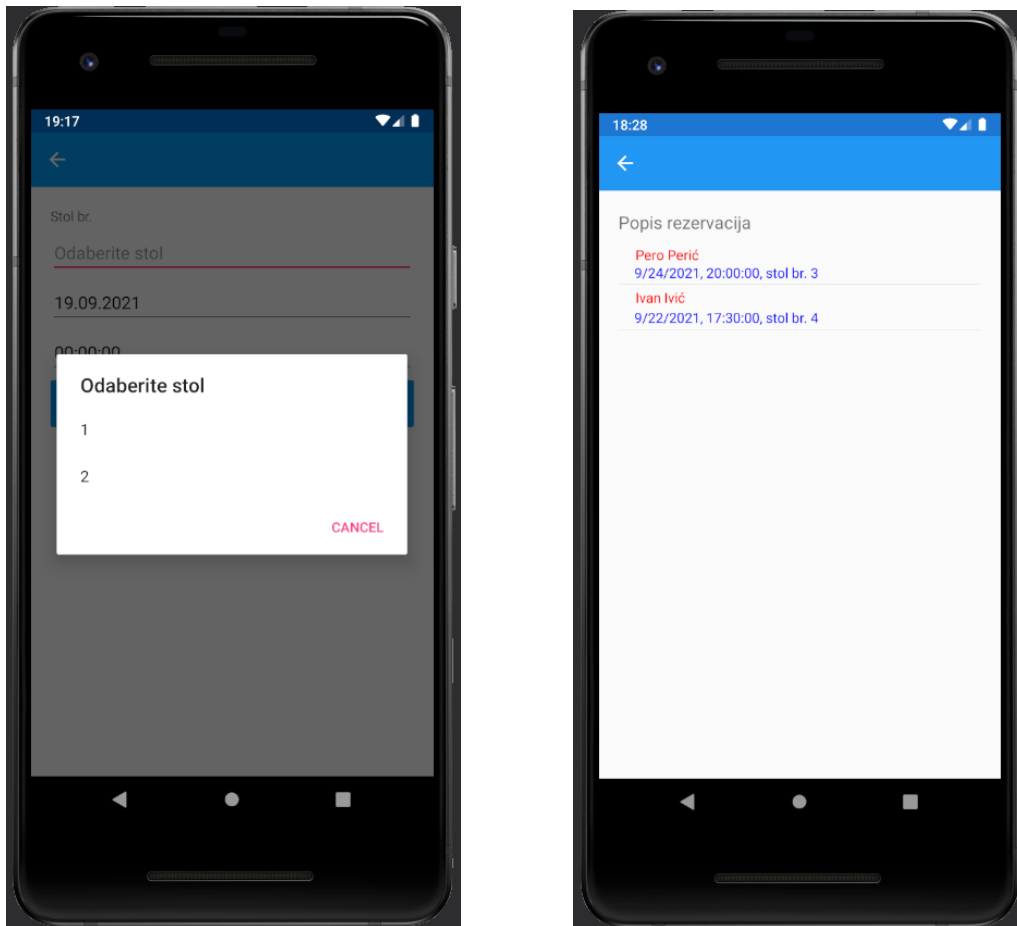 19:17
Stol br.
Odaberite stol
19.09.2021
00:00:00
Odaberite stol
1
2
CANCEL
18:28
Popis rezervacija
Pero Perić
9/24/2021, 20:00:00, stol br. 3
Ivan Ivić
9/22/2021, 17:30:00, stol br. 4